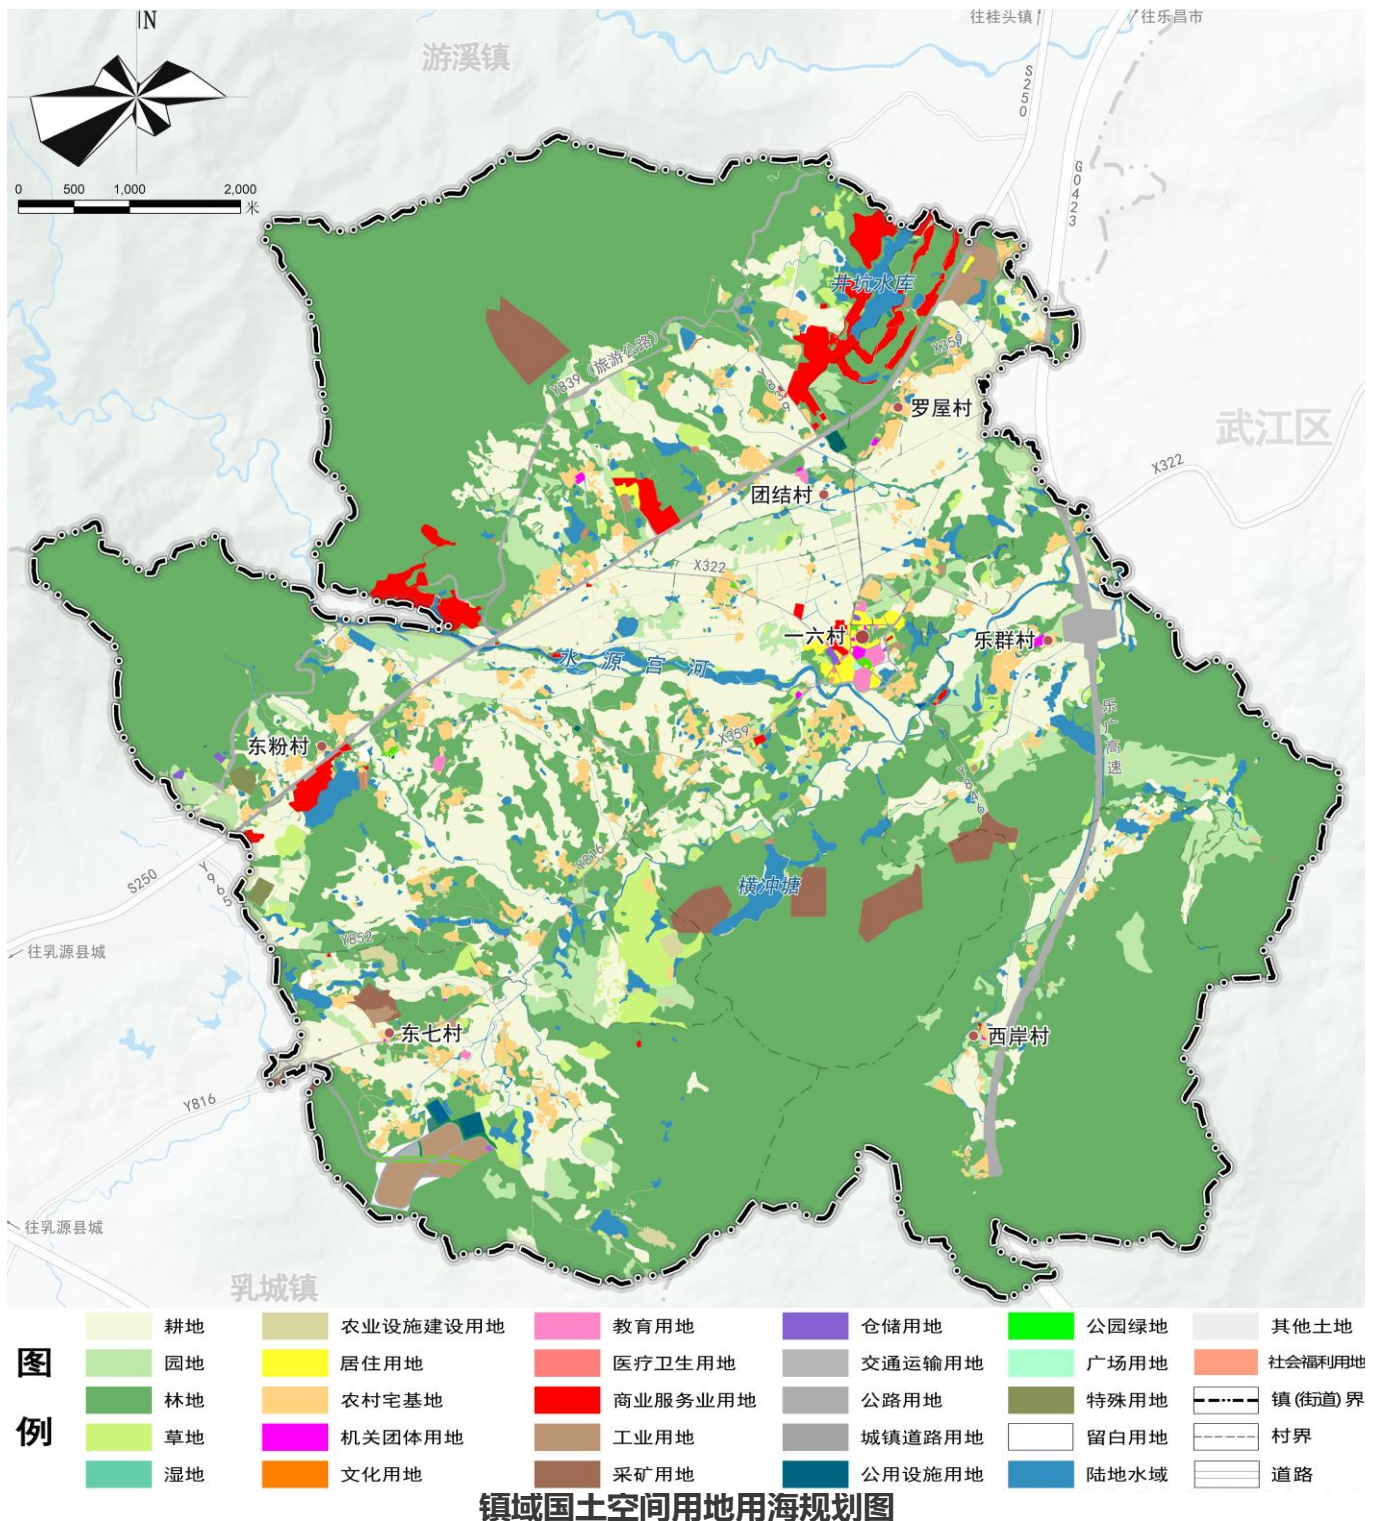 N
往桂头镇
往乐昌市
游溪镇
S250
G0423
0 500 1,000 2,000
米
井坑水库
Y839（旅游公路）
X359
Y839
罗屋村
武江区
X322
团结村
X322
一六村
乐群村
水源宫河
乐广高速
东粉村
X359
Y846
Y816
S250
Y965
横冲塘
Y852
往乳源县城
东七村
西岸村
Y816
往乳源县城
乳城镇
图例
耕地 农业设施建设用地 教育用地 仓储用地 公园绿地 其他土地
园地 居住用地 医疗卫生用地 交通运输用地 广场用地 社会福利用地
林地 农村宅基地 商业服务业用地 公路用地 特殊用地 镇(街道)界
草地 机关团体用地 工业用地 城镇道路用地 留白用地 村界
湿地 文化用地 采矿用地 公用设施用地 陆地水域 道路
镇域国土空间用地用海规划图